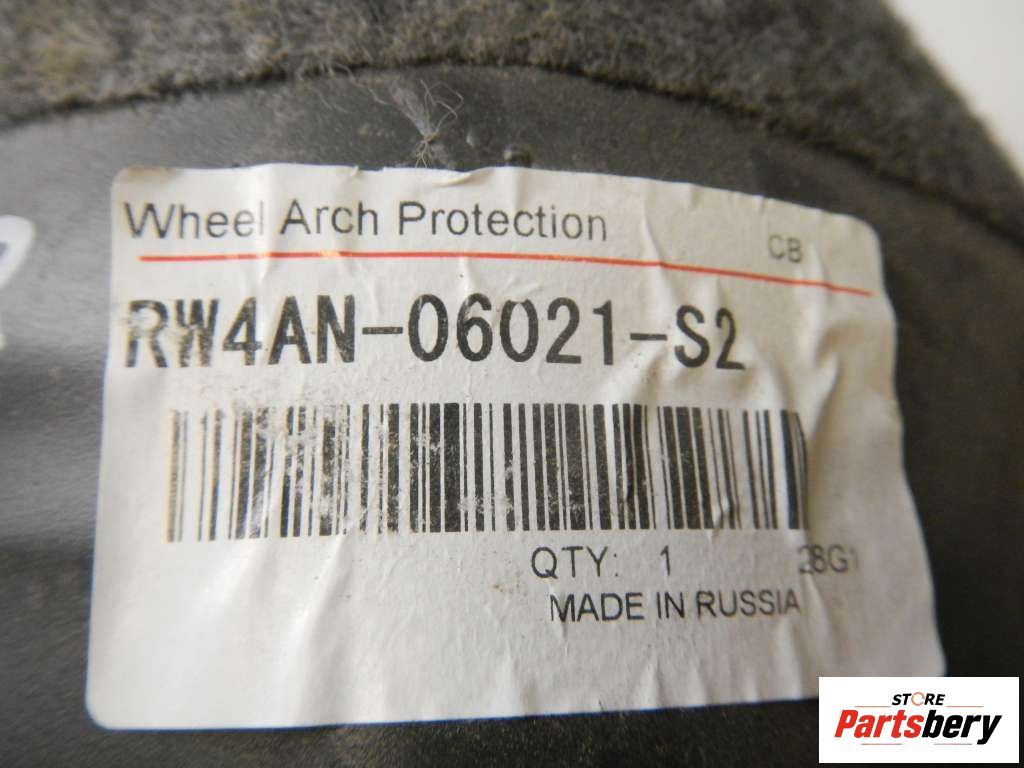 Wheel Arch Protection
CB
RW4AN-06021-S2
QTY: 1 28G1
MADE IN RUSSIA
STORE
Partsbery